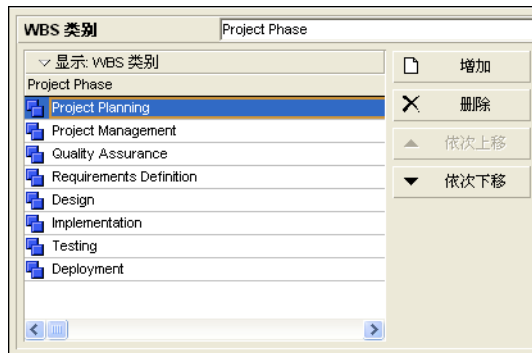 WBS 类别
Project Phase
显示: WBS 类别
Project Phase
Project Planning
Project Management
Quality Assurance
Requirements Definition
Design
Implementation
Testing
Deployment
增加
删除
依次上移
依次下移